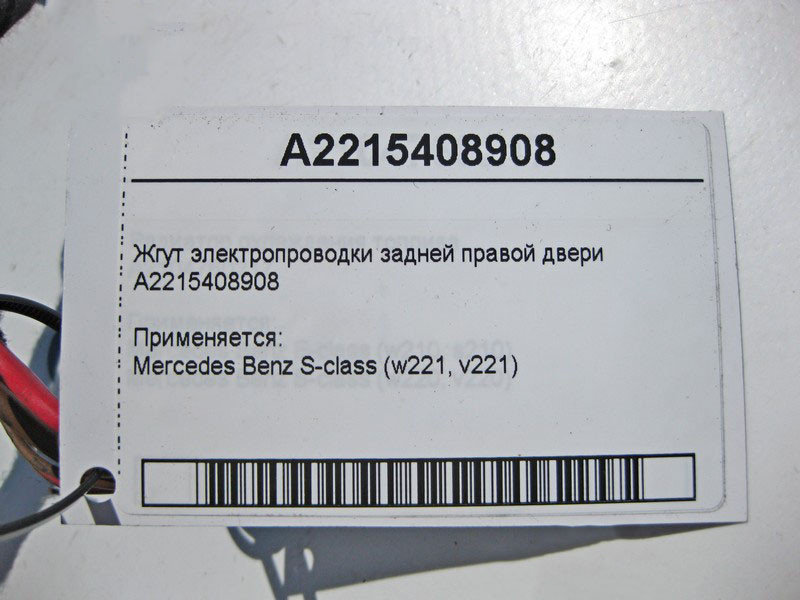 A2215408908
Жгут электропроводки задней правой двери
A2215408908
Применяется:
Mercedes Benz S-class (w221, v221)